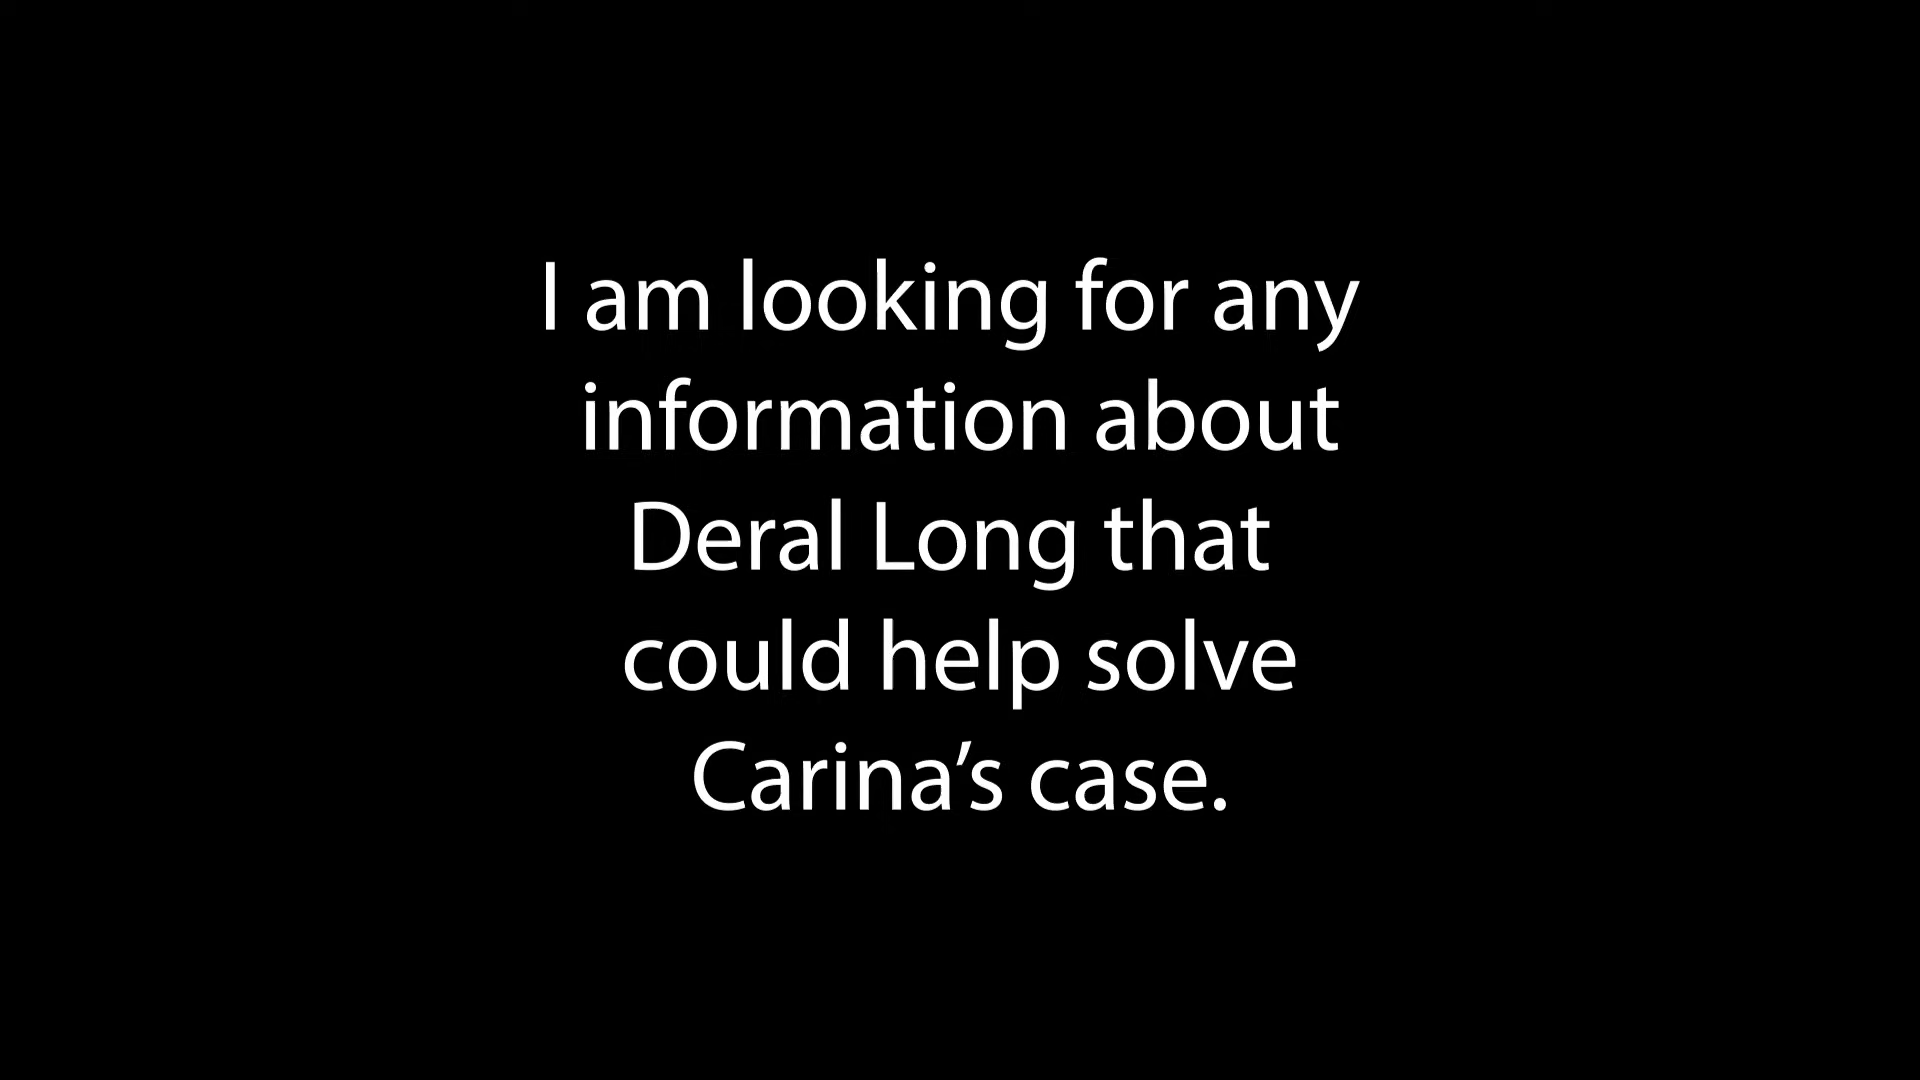 I am looking for any
information about
Deral Long that
could help solve
Carina’s case.